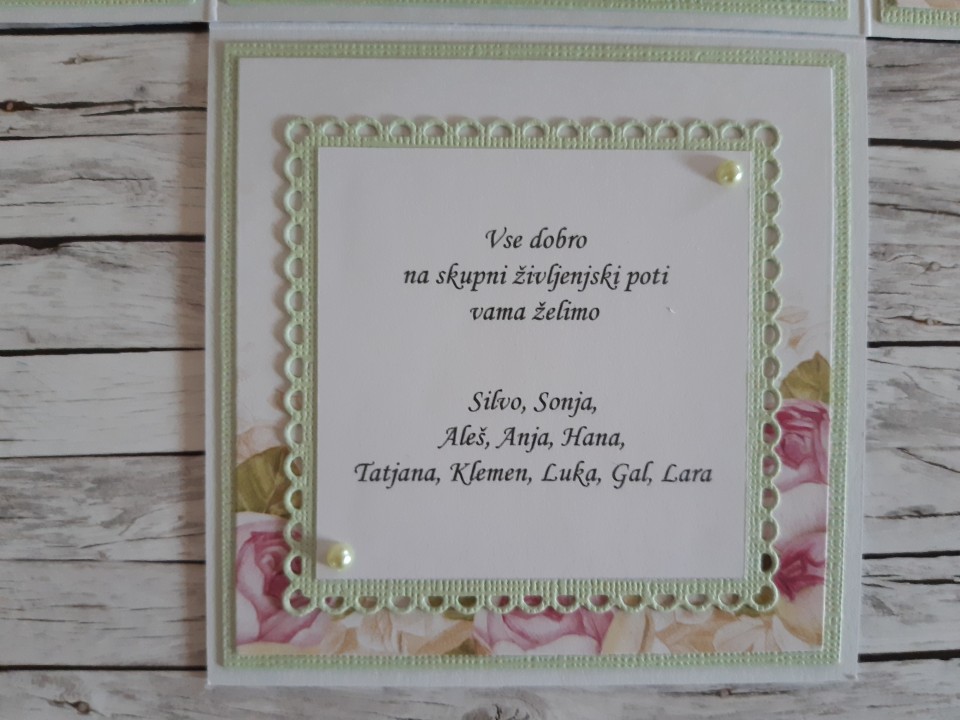 Vse dobro
na skupni življenjski poti
vama želimo
Silvo, Sonja,
Aleš, Anja, Hana,
Tatjana, Klemen, Luka, Gal, Lara